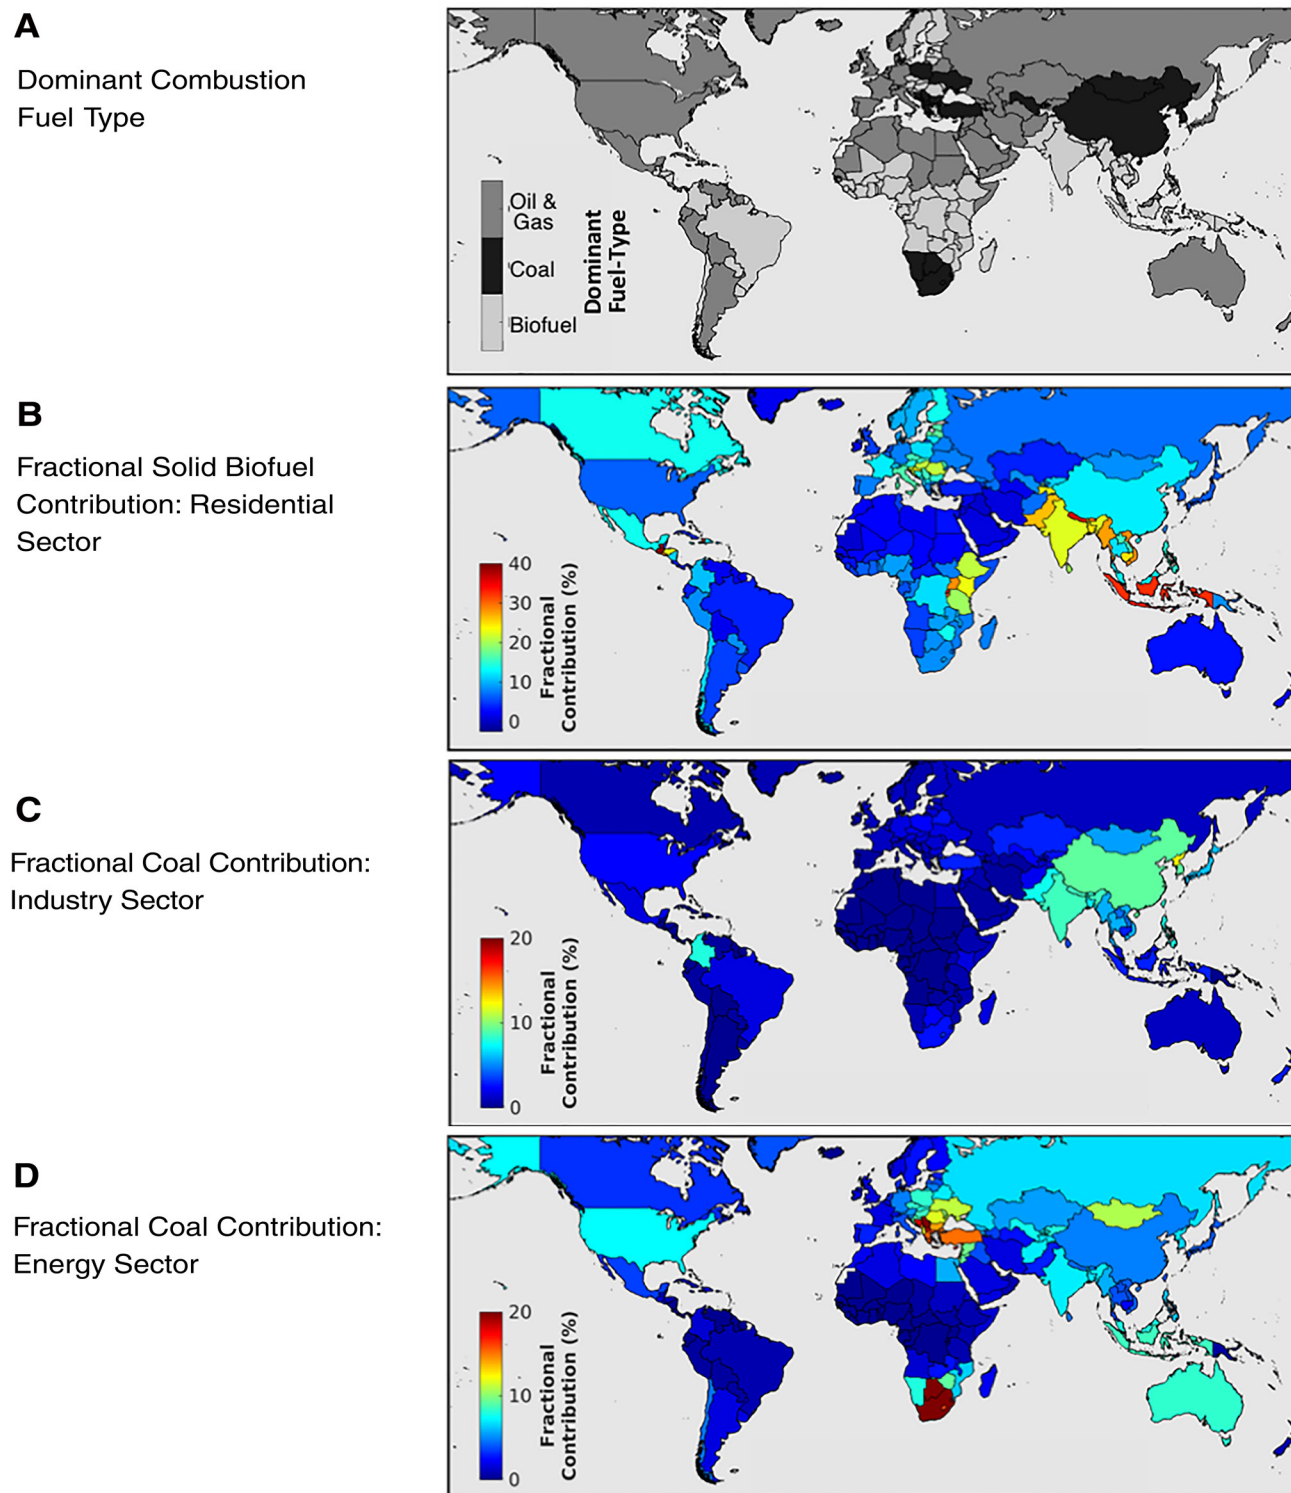 A
Dominant Combustion
Fuel Type
Oil &
Gas
Coal
Biofuel
Dominant
Fuel-Type
B
Fractional Solid Biofuel
Contribution: Residential
Sector
40
30
20
10
0
Fractional
Contribution (%)
C
Fractional Coal Contribution:
Industry Sector
20
10
0
Fractional
Contribution (%)
D
Fractional Coal Contribution:
Energy Sector
20
10
0
Fractional
Contribution (%)